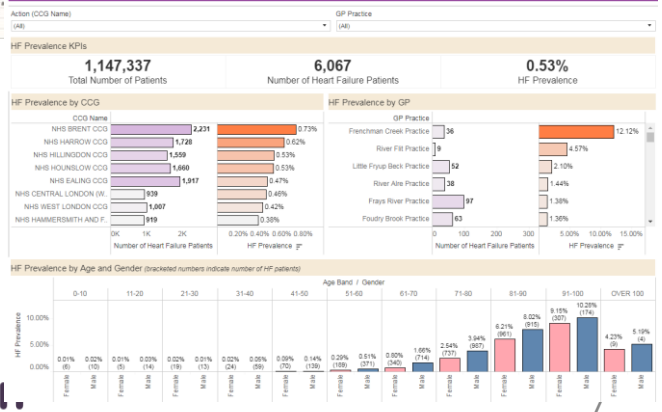 Action (CCG Name)
GP Practice
(All)
(All)
HF Prevalence KPIs
1,147,337
6,067
0.53%
Total Number of Patients
Number of Heart Failure Patients
HF Prevalence
HF Prevalence by CCG
HF Prevalence by GP
CCG Name
NHS BRENT CCG 2,231 0.73%
NHS HARROW CCG 1,728 0.62%
NHS HILLINGDON CCG 1,559 0.53%
NHS HOUNSLOW CCG 1,660 0.53%
NHS EALING CCG 1,917 0.47%
NHS CENTRAL LONDON (W.. 939 0.46%
NHS WEST LONDON CCG 1,007 0.42%
NHS HAMMERSMITH AND F.. 919 0.38%
0K 1K 2K
0.20% 0.40% 0.60% 0.80%
Number of Heart Failure Patients
HF Prevalence
GP Practice
Frenchman Creek Practice 36 12.12%
River Flit Practice 9 4.57%
Little Fryup Beck Practice 52 2.10%
River Aire Practice 38 1.44%
Frays River Practice 97 1.38%
Foudry Brook Practice 63 1.36%
0 100 200 300
5.00% 10.00% 15.00%
Number of Heart Failure Patients
HF Prevalence
HF Prevalence by Age and Gender (bracketed numbers indicate number of HF patients)
Age Band / Gender
0-10 11-20 21-30 31-40 41-50 51-60 61-70 71-80 81-90 91-100 OVER 100
HF Prevalence
10.00%
5.00%
0.00%
0.01% 0.02% 0.01% 0.03% 0.02% 0.01% 0.02% 0.09% 0.14% 0.29% 0.51% 0.80% 1.66% 2.54% 3.94% 6.21% 8.02% 9.15% 10.28% 4.23% 5.19%
(6) (10) (5) (14) (19) (13) (24) (59) (70) (139) (169) (371) (340) (714) (737) (987) (961) (915) (307) (174) (9) (4)
Female Male Female Male Female Male Female Male Female Male Female Male Female Male Female Male Female Male Female Male Female Male